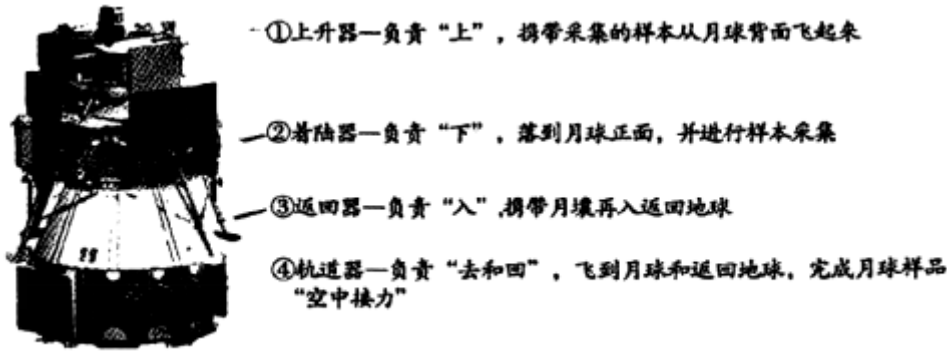 ①上升器—负责“上”，携带采集的样本从月球背面飞起来
②着陆器—负责“下”，落到月球正面，并进行样本采集
③返回器—负责“入”,携带月壤再入返回地球
④轨道器—负责“去和回”，飞到月球和返回地球，完成月球样品
“空中接力”